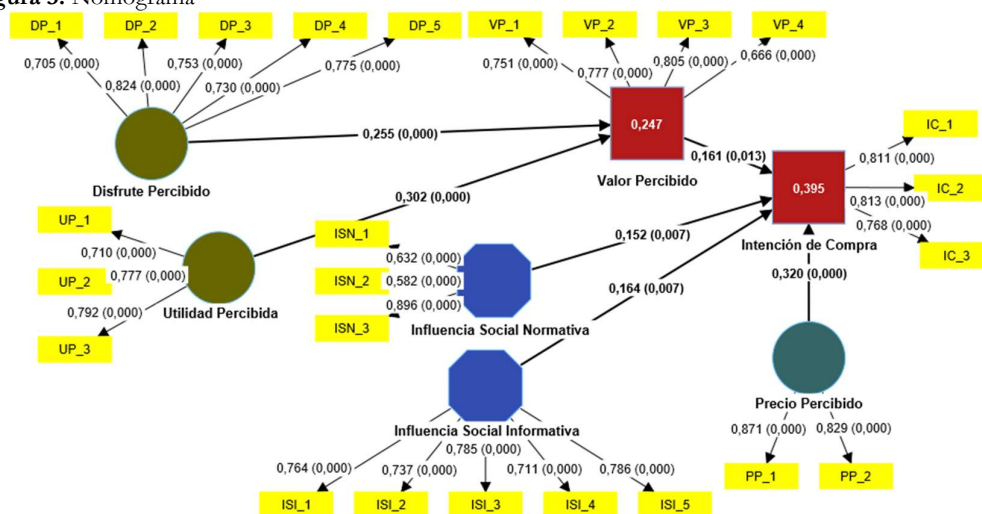 Figura 3. Nomograma
DP_1
DP_2
DP_3
DP_4
DP_5
0,705 (0,000)
0,824 (0,000)
0,753 (0,000)
0,730 (0,000)
0,775 (0,000)
Disfrute Percibido
VP_1
VP_2
VP_3
VP_4
0,751 (0,000)
0,777 (0,000)
0,805 (0,000)
0,666 (0,000)
0,247
Valor Percibido
0,255 (0,000)
0,302 (0,000)
0,161 (0,013)
IC_1
IC_2
IC_3
0,811 (0,000)
0,813 (0,000)
0,768 (0,000)
0,395
Intención de Compra
UP_1
UP_2
UP_3
0,710 (0,000)
0,777 (0,000)
0,792 (0,000)
Utilidad Percibida
ISN_1
ISN_2
ISN_3
0,632 (0,000)
0,582 (0,000)
0,896 (0,000)
Influencia Social Normativa
0,152 (0,007)
0,164 (0,007)
0,320 (0,000)
Influencia Social Informativa
0,764 (0,000)
0,737 (0,000)
0,785 (0,000)
0,711 (0,000)
0,786 (0,000)
ISI_1
ISI_2
ISI_3
ISI_4
ISI_5
Precio Percibido
0,871 (0,000)
0,829 (0,000)
PP_1
PP_2